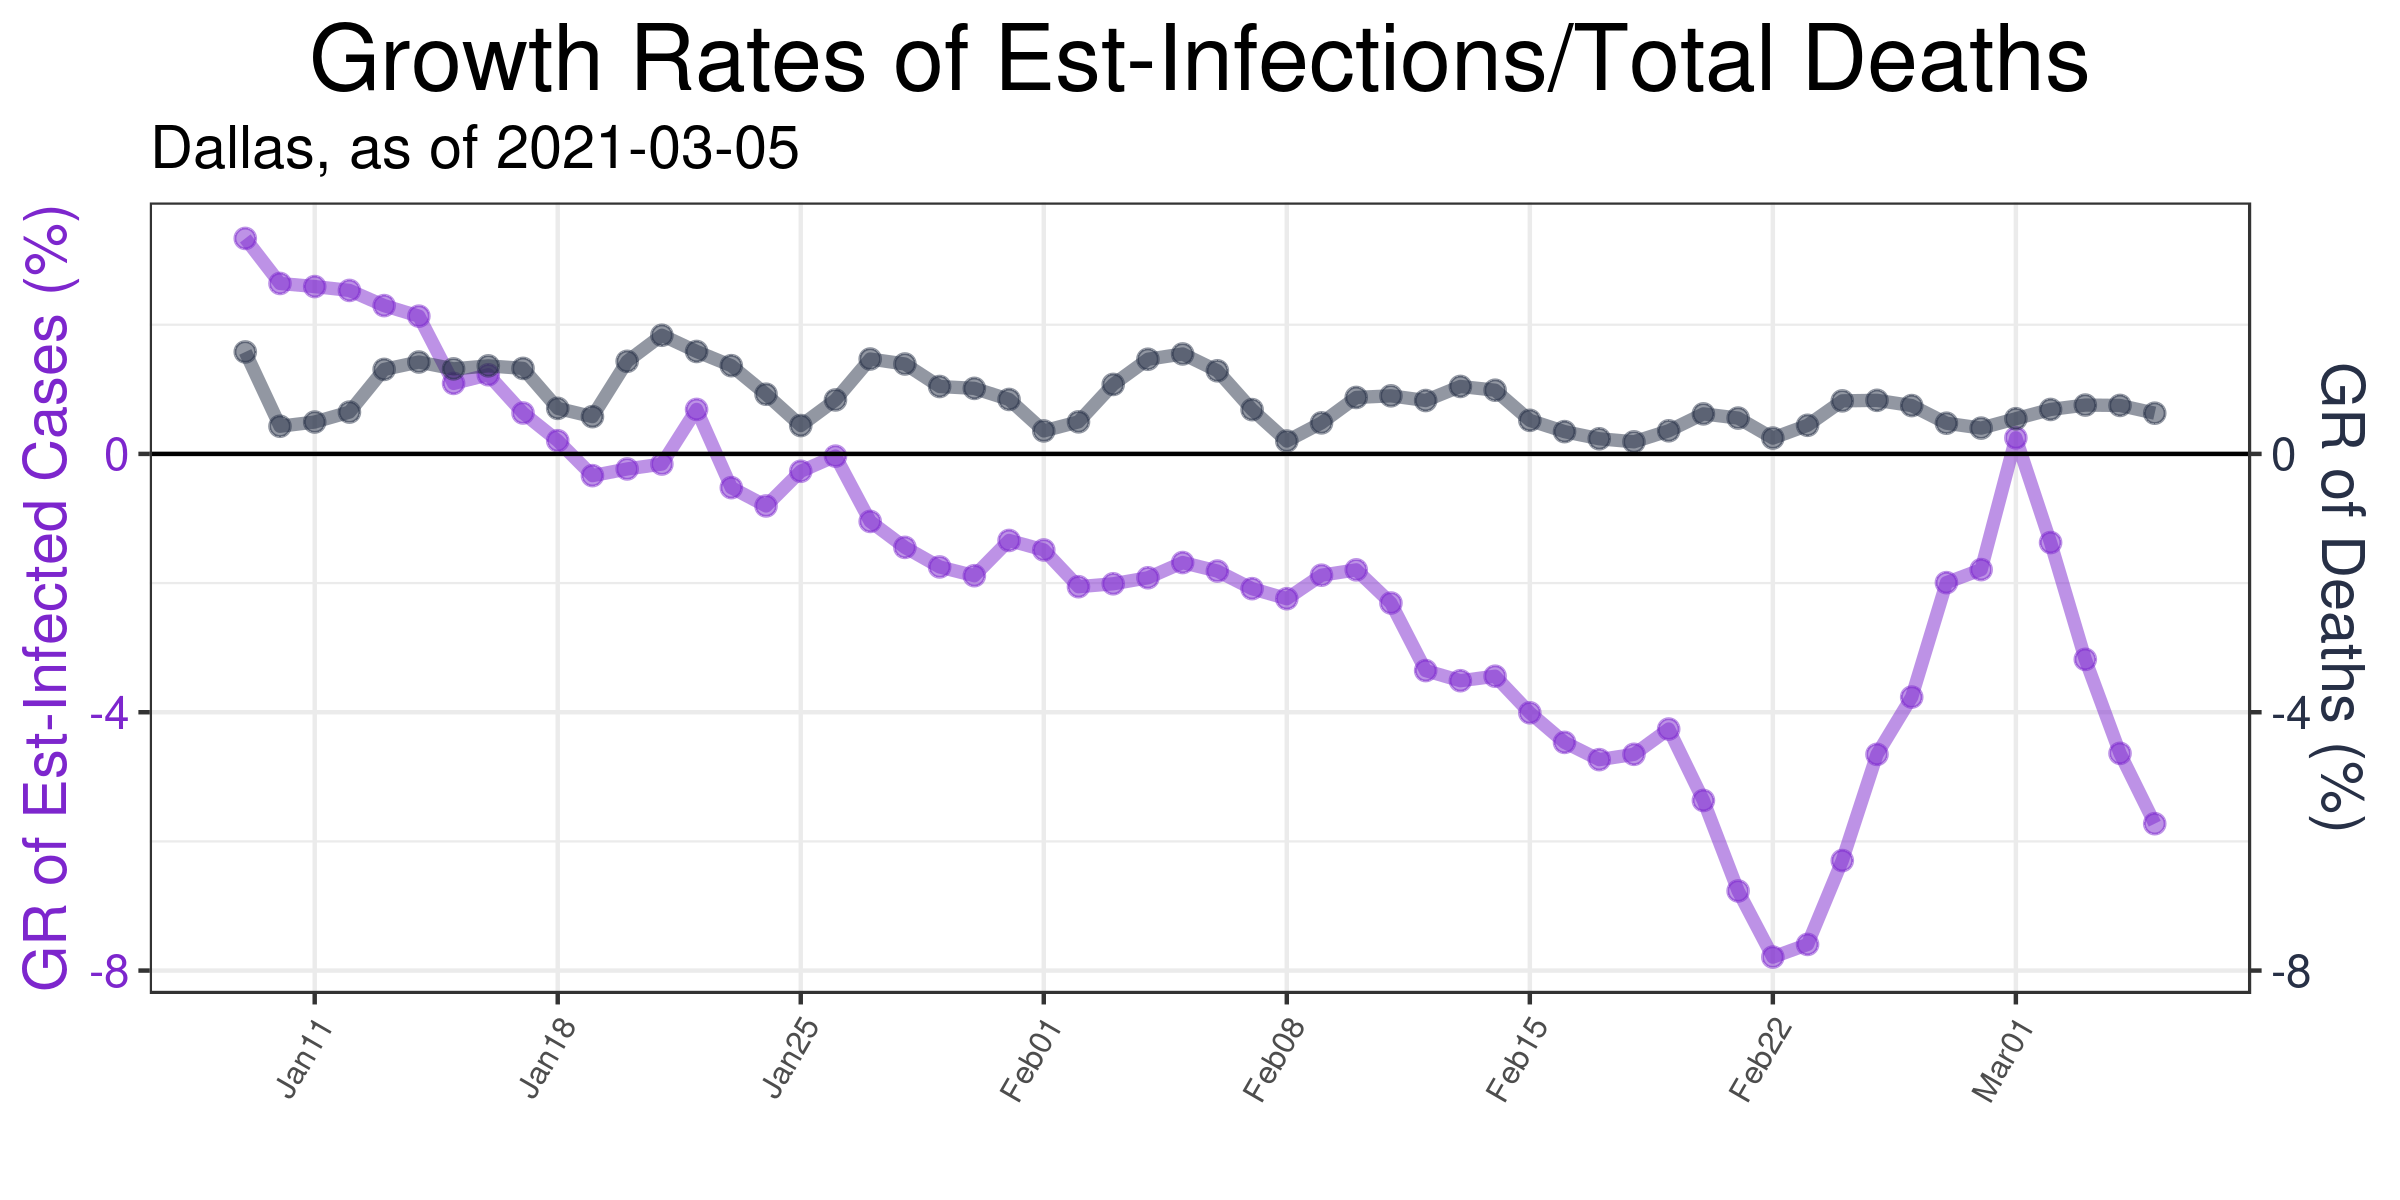 Growth Rates of Est-Infections/Total Deaths
Dallas, as of 2021-03-05
GR of Est-Infected Cases (%)
0
-4
-8
0
-4
-8
GR of Deaths (%)
Jan11
Jan18
Jan25
Feb01
Feb08
Feb15
Feb22
Mar01